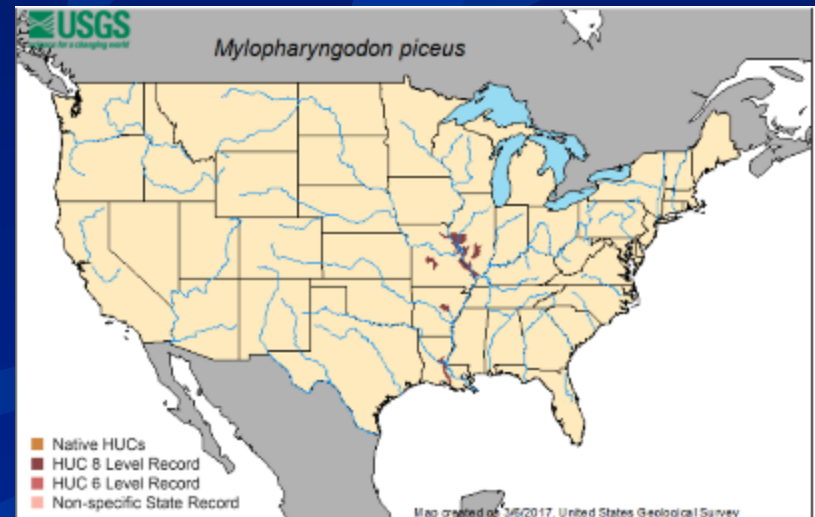 USGS
science for a changing world
Mylopharyngodon piceus
Native HUCs
HUC 8 Level Record
HUC 6 Level Record
Non-specific State Record
Map created on 3/6/2017. United States Geological Survey